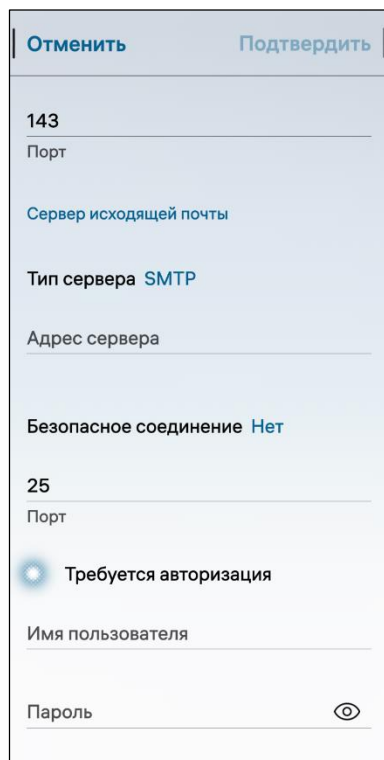 Отменить Подтвердить
143
Порт
Сервер исходящей почты
Тип сервера SMTP
Адрес сервера
Безопасное соединение Нет
25
Порт
Требуется авторизация
Имя пользователя
Пароль